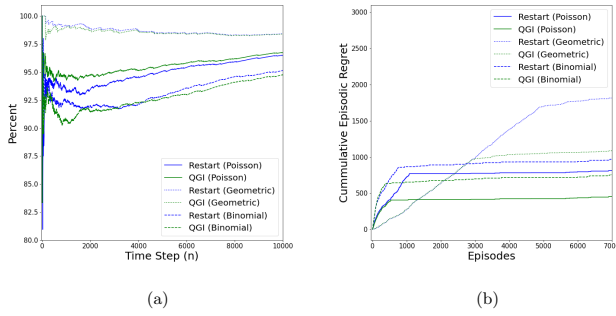 100.0
97.5
95.0
92.5
90.0
87.5
85.0
82.5
80.0
Percent
0
2000
4000
6000
8000
10000
Time Step (n)
Restart (Poisson)
QGI (Poisson)
Restart (Geometric)
QGI (Geometric)
Restart (Binomial)
QGI (Binomial)
(a)
3000
2500
2000
1500
1000
500
0
Cummulative Episodic Regret
0
1000
2000
3000
4000
5000
6000
7000
Episodes
Restart (Poisson)
QGI (Poisson)
Restart (Geometric)
QGI (Geometric)
Restart (Binomial)
QGI (Binomial)
(b)